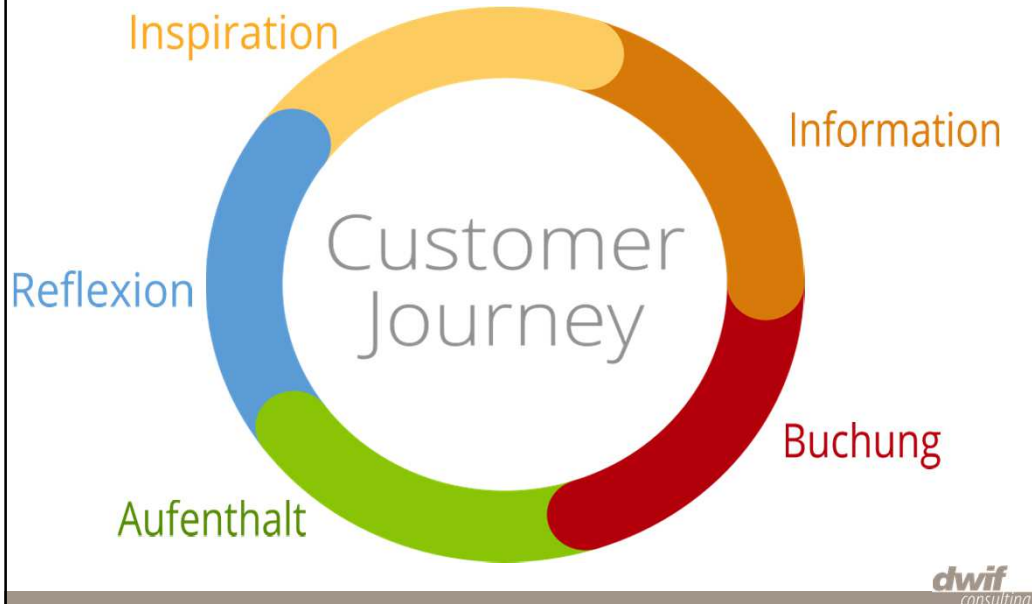 Inspiration
Information
Customer
Journey
Reflexion
Buchung
Aufenthalt
dwif
consulting